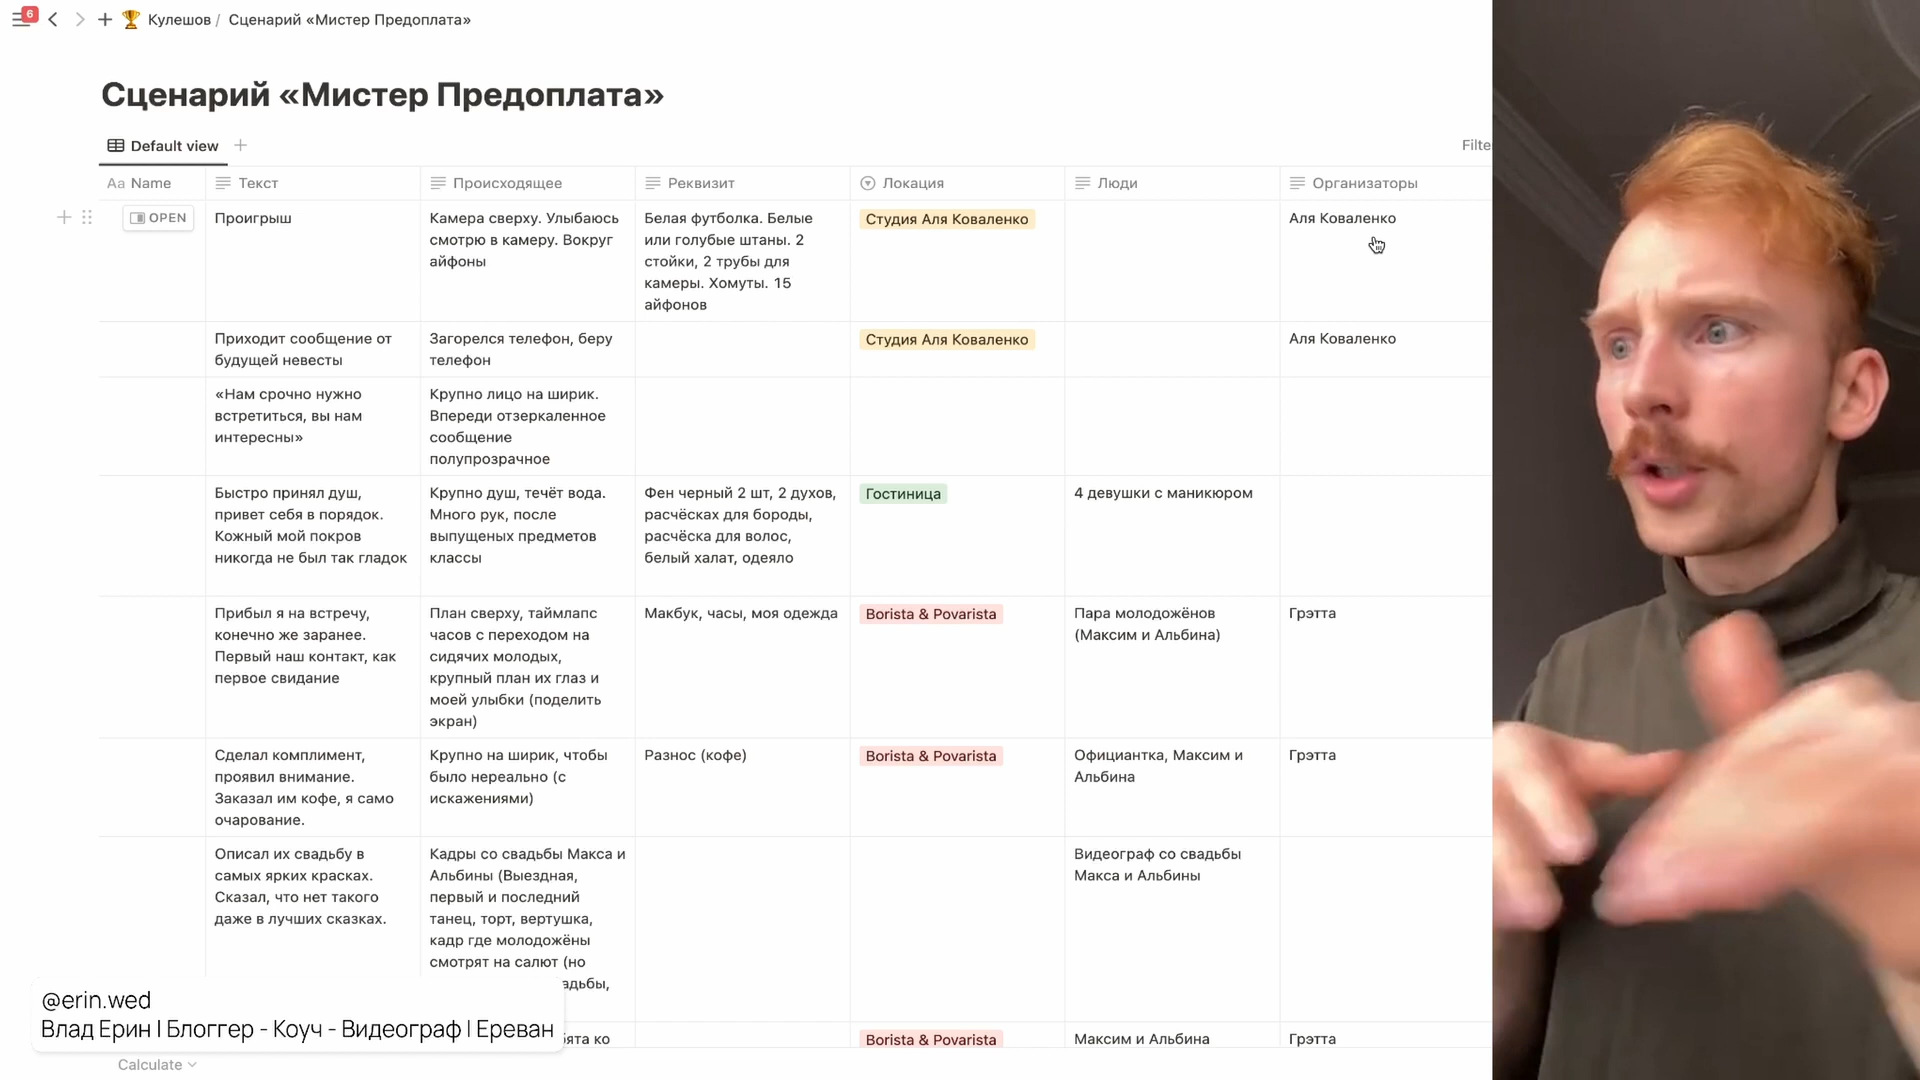 6
Кулешов / Сценарий «Мистер Предоплата»
Сценарий «Мистер Предоплата»
Default view
Filte
Aa Name
Текст
Происходящее
Реквизит
Локация
Люди
Организаторы
OPEN
Проигрыш
Камера сверху. Улыбаюсь
смотрю в камеру. Вокруг
айфоны
Белая футболка. Белые
или голубые штаны. 2
стойки, 2 трубы для
камеры. Хомуты. 15
айфонов
Студия Аля Коваленко
Аля Коваленко
Приходит сообщение от
будущей невесты
Загорелся телефон, беру
телефон
Студия Аля Коваленко
Аля Коваленко
«Нам срочно нужно
встретиться, вы нам
интересны»
Крупно лицо на ширик.
Впереди отзеркаленное
сообщение
полупрозрачное
Быстро принял душ,
привет себя в порядок.
Кожный мой покров
никогда не был так гладок
Крупно душ, течёт вода.
Много рук, после
выпущеных предметов
классы
Фен черный 2 шт, 2 духов,
расчёсках для бороды,
расчёска для волос,
белый халат, одеяло
Гостиница
4 девушки с маникюром
Прибыл я на встречу,
конечно же заранее.
Первый наш контакт, как
первое свидание
План сверху, таймлапс
часов с переходом на
сидячих молодых,
крупный план их глаз и
моей улыбки (поделить
экран)
Макбук, часы, моя одежда
Borista & Povarista
Пара молодожёнов
(Максим и Альбина)
Грэтта
Сделал комплимент,
проявил внимание.
Заказал им кофе, я само
очарование.
Крупно на ширик, чтобы
было нереально (с
искажениями)
Разнос (кофе)
Borista & Povarista
Официантка, Максим и
Альбина
Грэтта
Описал их свадьбу в
самых ярких красках.
Сказал, что нет такого
даже в лучших сказках.
Кадры со свадьбы Макса и
Альбины (Выездная,
первый и последний
танец, торт, вертушка,
кадр где молодожёны
смотрят на салют (но
адьбы,
Видеограф со свадьбы
Макса и Альбины
бята ко
Borista & Povarista
Максим и Альбина
Грэтта
@erin.wed
Влад Ерин | Блоггер - Коуч - Видеограф | Ереван
Calculate